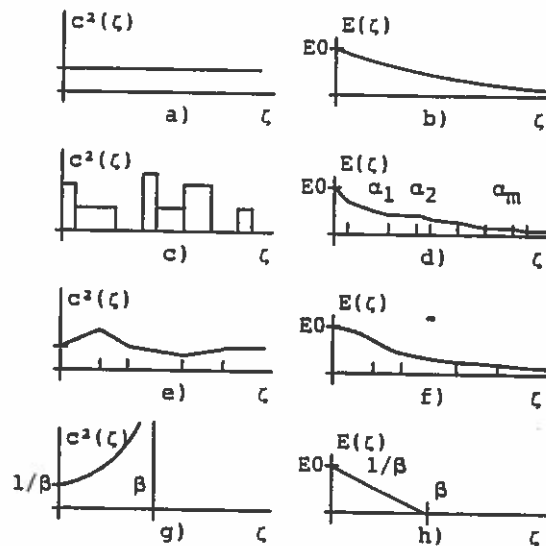 c²(ζ)
E(ζ)
E0
a) ζ
b) ζ
c²(ζ)
E(ζ)
E0 α₁ α₂ αₘ
c) ζ
d) ζ
c²(ζ)
E(ζ)
E0
e) ζ
f) ζ
c²(ζ)
E(ζ)
1/β β
E0 1/β β
g) ζ
h) ζ